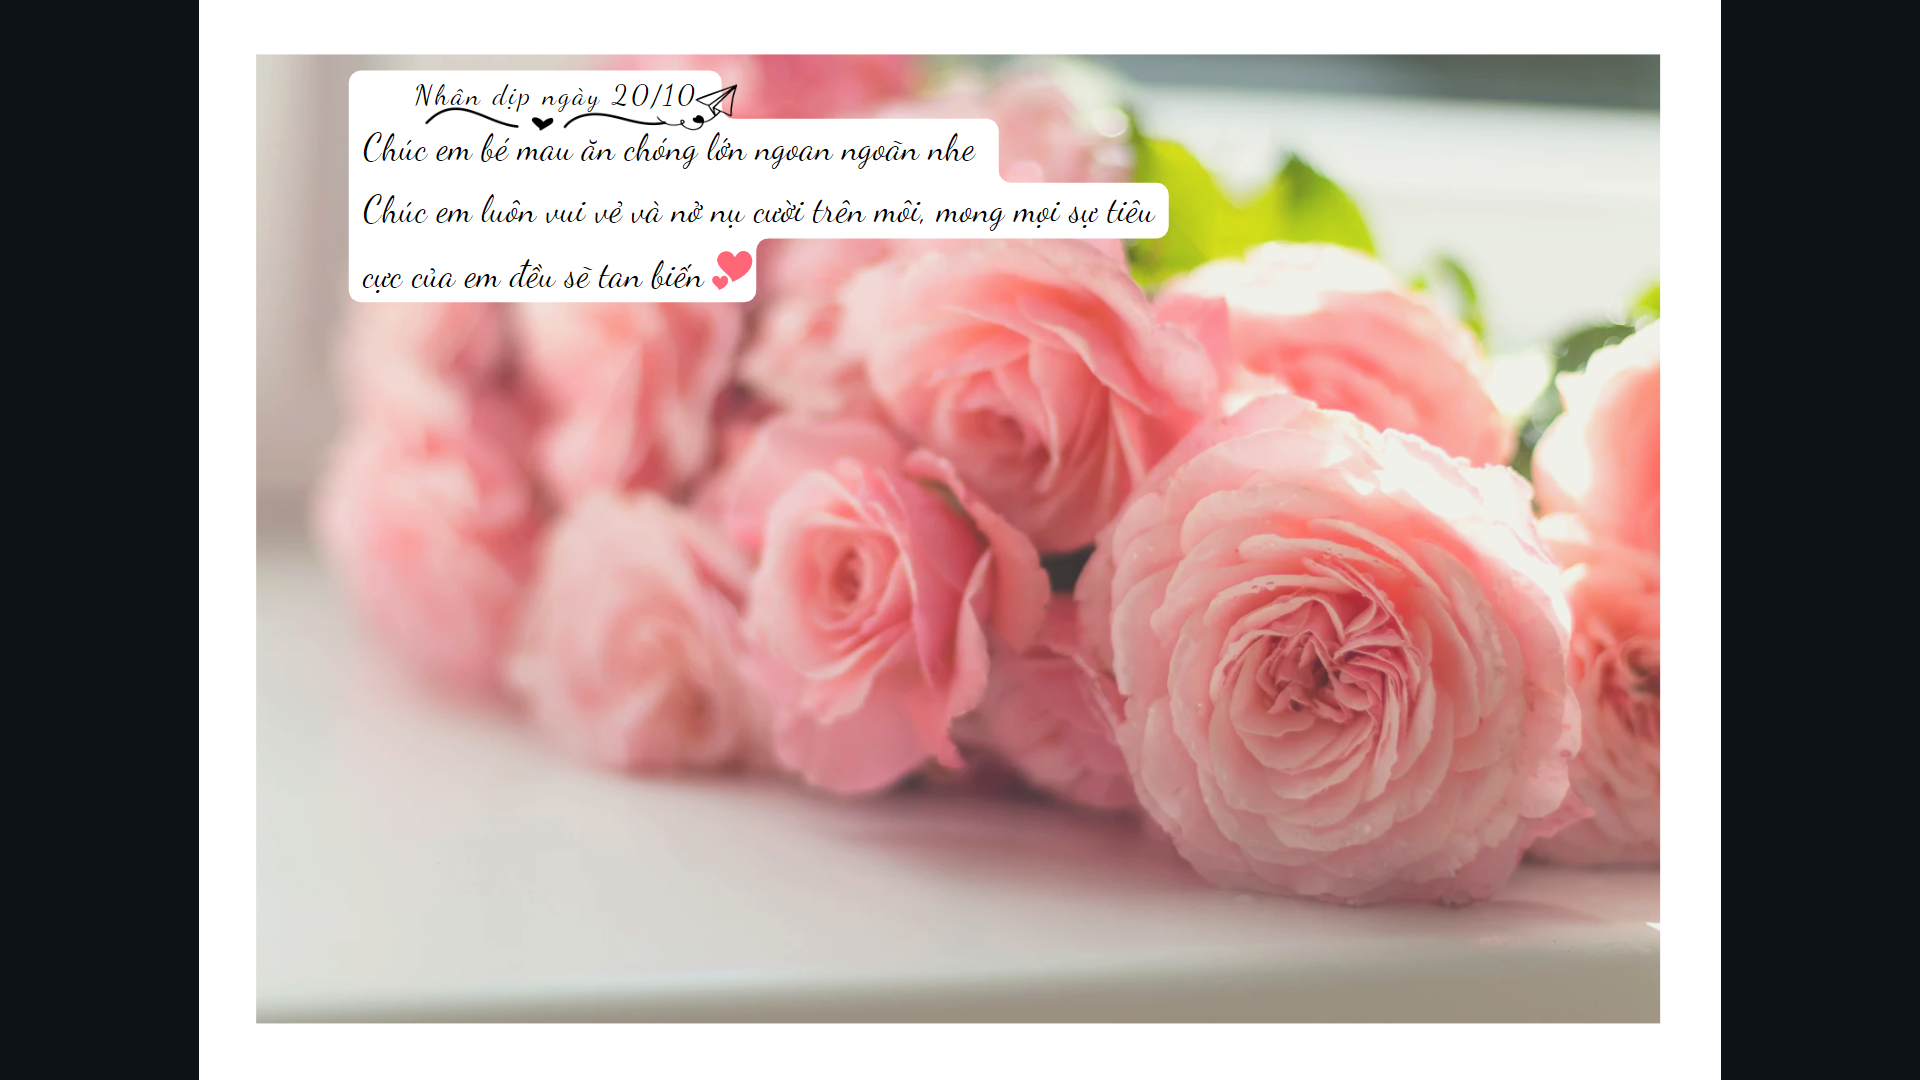 Nhân dịp ngày 20/10
Chúc em bé mau ăn chóng lớn ngoan ngoãn nhe
Chúc em luôn vui vẻ và nở nụ cười trên môi, mong mọi sự tiêu
cực của em đều sẽ tan biến 💕